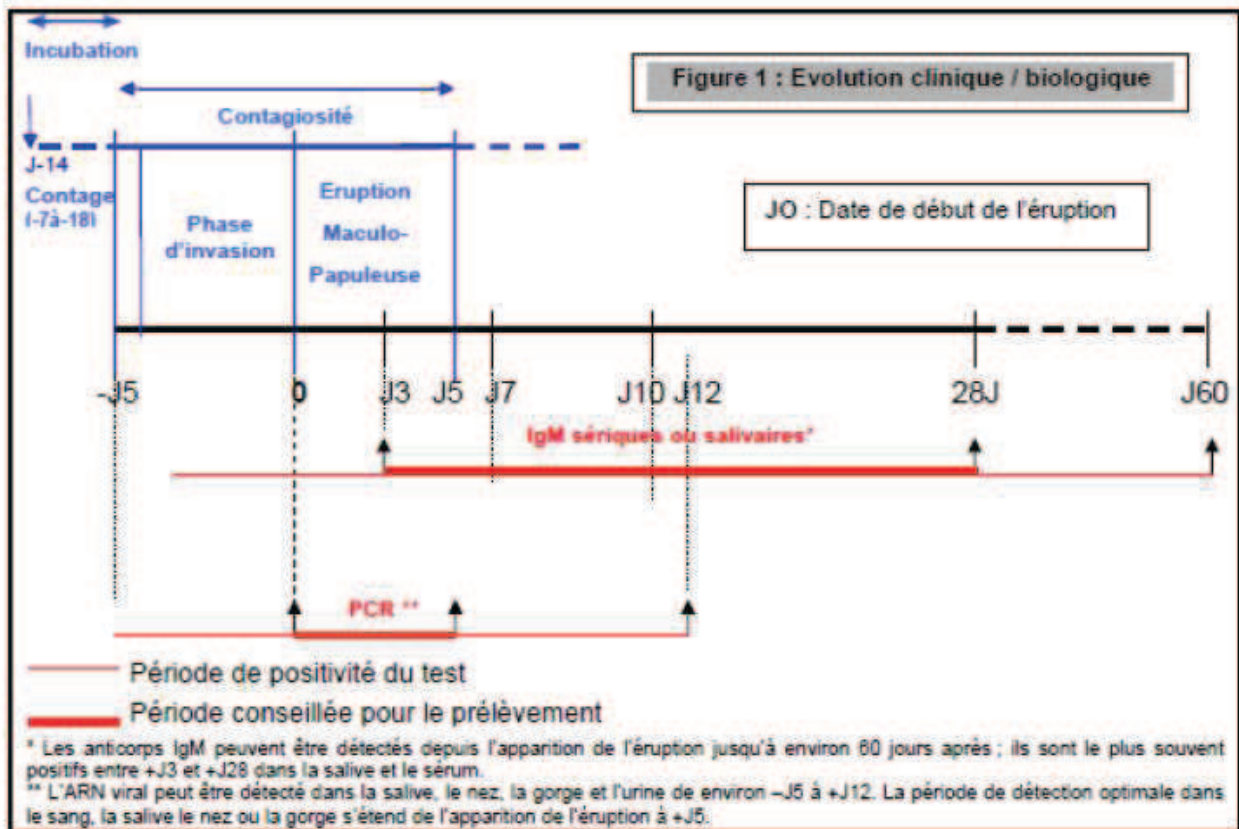 Incubation
Figure 1 : Evolution clinique / biologique
Contagiosité
J-14
Contage
(-7à-18)
Phase
d'invasion
Eruption
Maculo-
Papuleuse
JO : Date de début de l'éruption
-J5 0 J3 J5 J7 J10 J12 28J J60
IgM sériques ou salivaires*
PCR **
Période de positivité du test
Période conseillée pour le prélèvement
* Les anticorps IgM peuvent être détectés depuis l'apparition de l'éruption jusqu'à environ 60 jours après ; ils sont le plus souvent
positifs entre +J3 et +J28 dans la salive et le sérum.
** L'ARN viral peut être détecté dans la salive, le nez, la gorge et l'urine de environ –J5 à +J12. La période de détection optimale dans
le sang, la salive le nez ou la gorge s'étend de l'apparition de l'éruption à +J5.